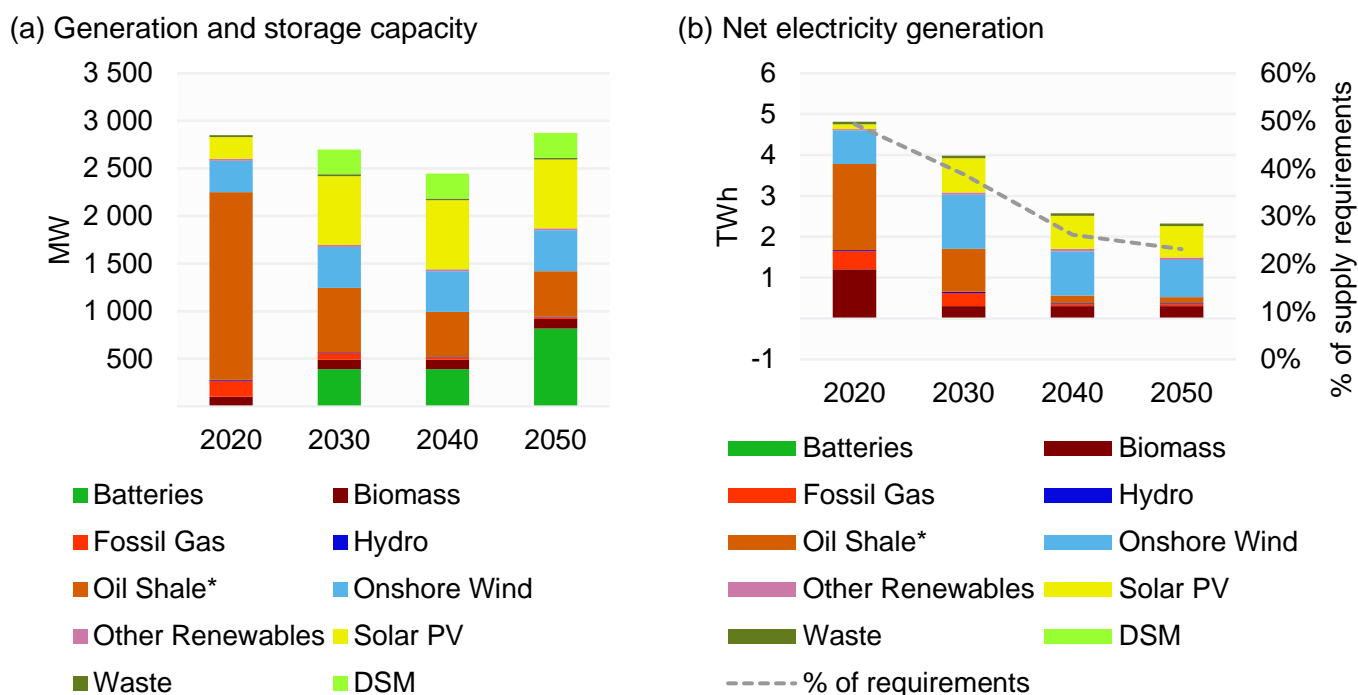 (a) Generation and storage capacity
3 500
3 000
2 500
2 000
1 500
1 000
500
MW
2020 2030 2040 2050
Batteries Biomass
Fossil Gas Hydro
Oil Shale* Onshore Wind
Other Renewables Solar PV
Waste DSM
(b) Net electricity generation
6
5
4
3
2
1
-1
TWh
60%
50%
40%
30%
20%
10%
0%
% of supply requirements
2020 2030 2040 2050
Batteries Biomass
Fossil Gas Hydro
Oil Shale* Onshore Wind
Other Renewables Solar PV
Waste DSM
% of requirements